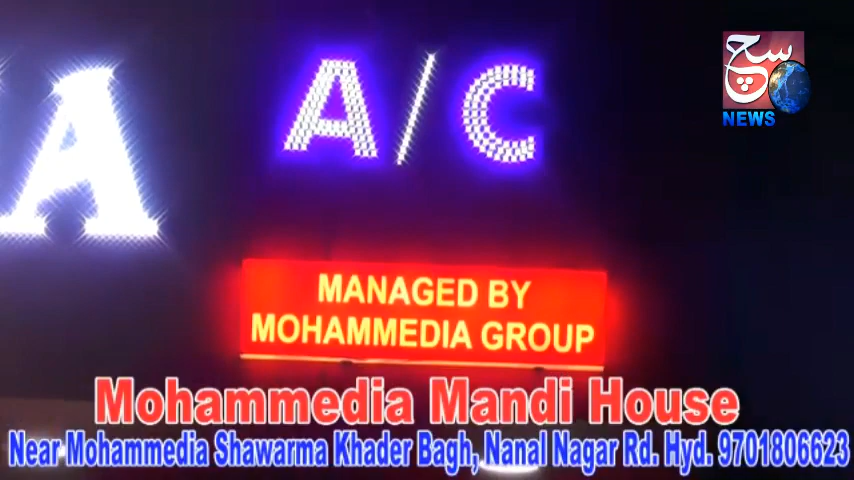 A
A/C
سچ
NEWS
MANAGED BY
MOHAMMEDIA GROUP
Mohammedia Mandi House
Near Mohammedia Shawarma Khader Bagh, Nanal Nagar Rd. Hyd. 9701806623